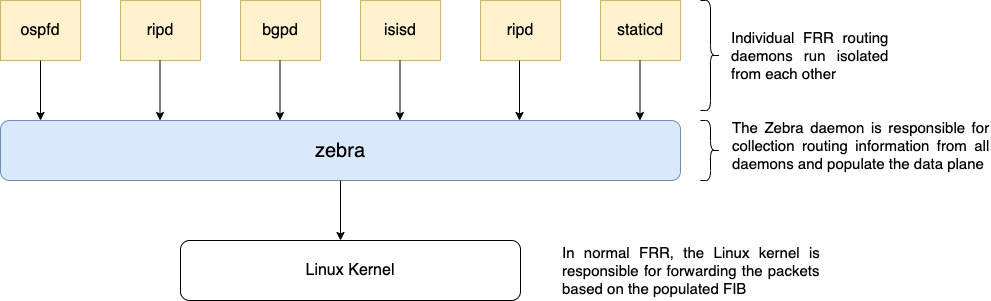 ospfd
ripd
bgpd
isisd
ripd
staticd
Individual FRR routing
daemons run isolated
from each other
zebra
The Zebra daemon is responsible for
collection routing information from all
daemons and populate the data plane
Linux Kernel
In normal FRR, the Linux kernel is
responsible for forwarding the packets
based on the populated FIB